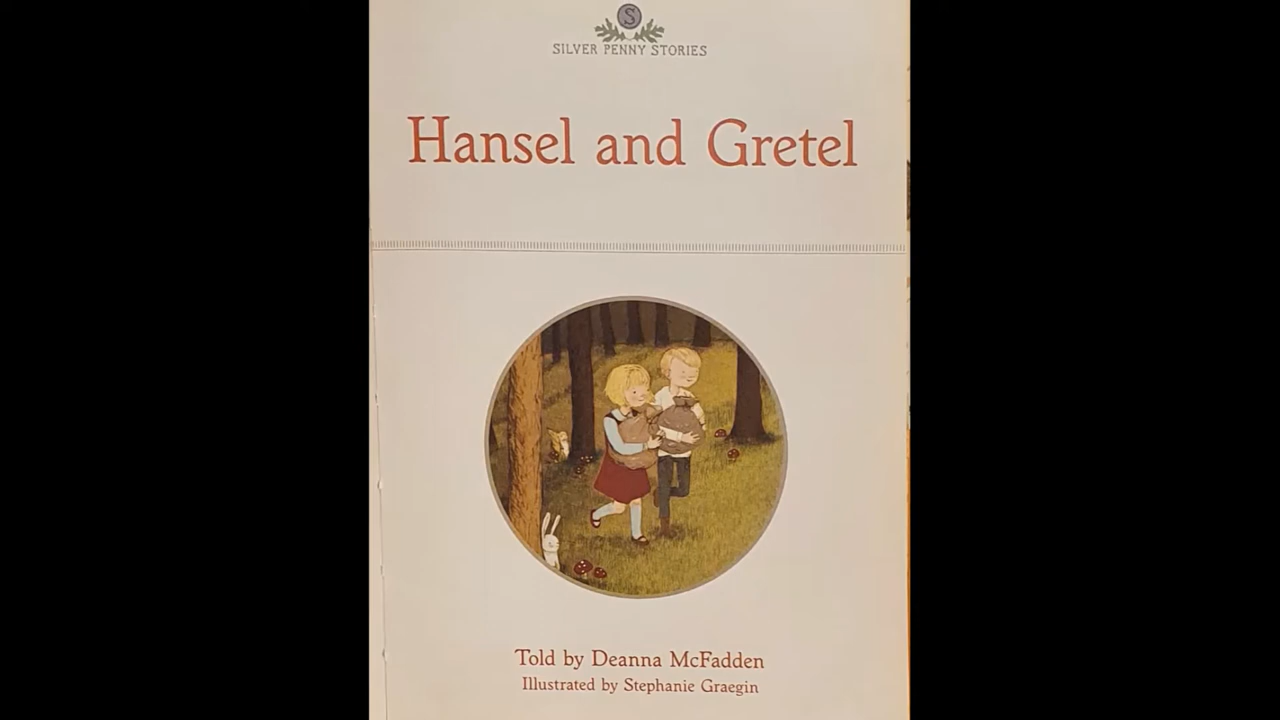 S
SILVER PENNY STORIES
Hansel and Gretel
Told by Deanna McFadden
Illustrated by Stephanie Graegin